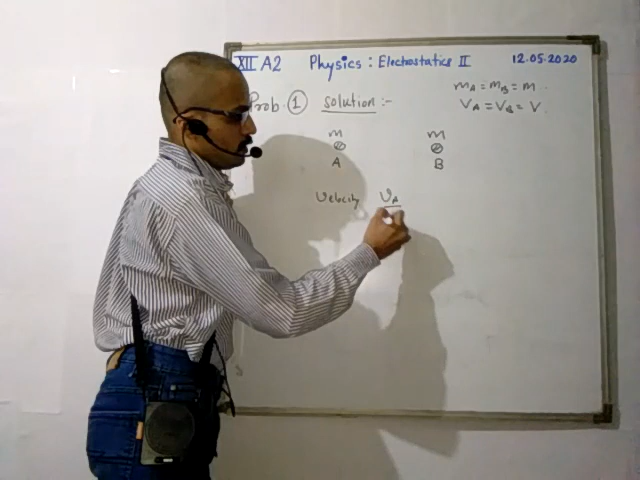 XII A2 Physics : Electrostatics II 12.05.2020
Prob. 1 solution :-
mA = mB = m
VA = VB = V
m m
A B
Velocity VA